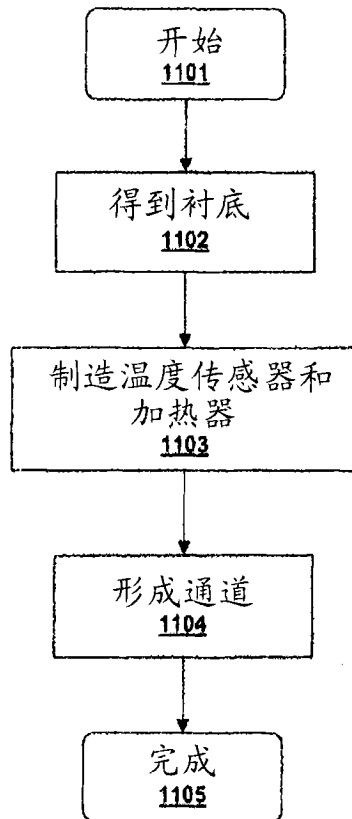 开始
1101
得到衬底
1102
制造温度传感器和
加热器
1103
形成通道
1104
完成
1105